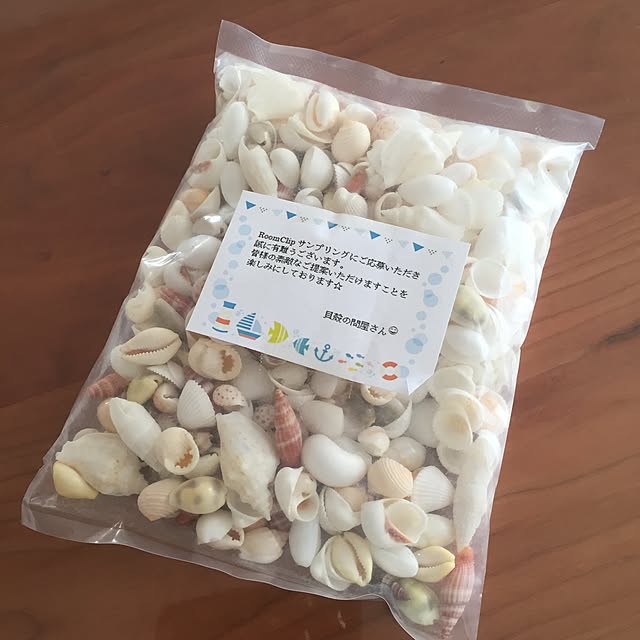 RoomClip サンプリングにご応募いただき
誠に有難うございます。
皆様の素敵なご提案いただけますことを
楽しみにしております☆
貝殻の問屋さん☺